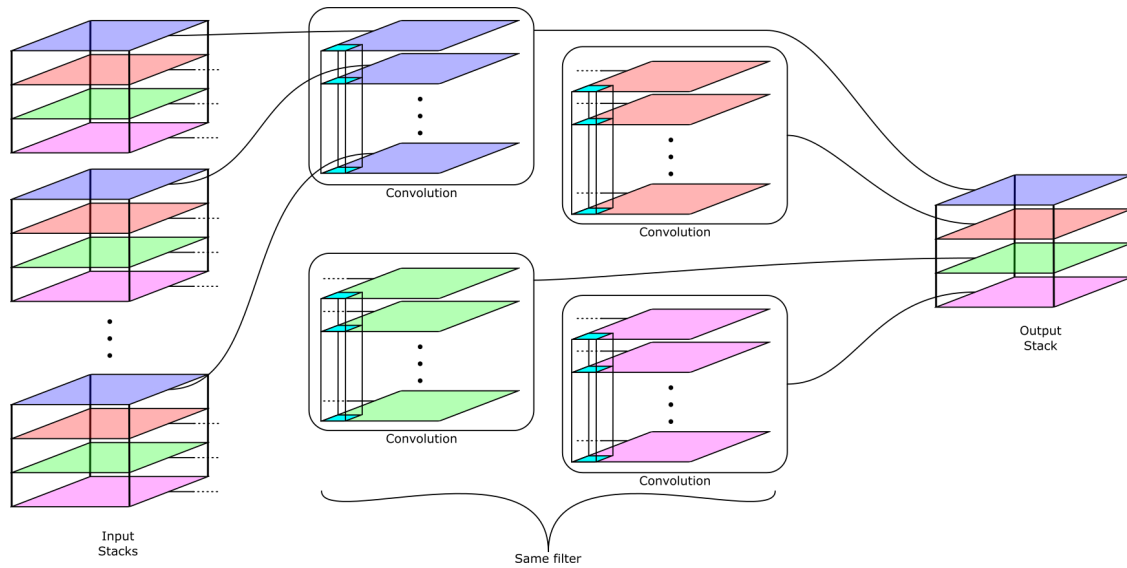 Convolution
Convolution
Convolution
Convolution
Input
Stacks
Output
Stack
Same filter